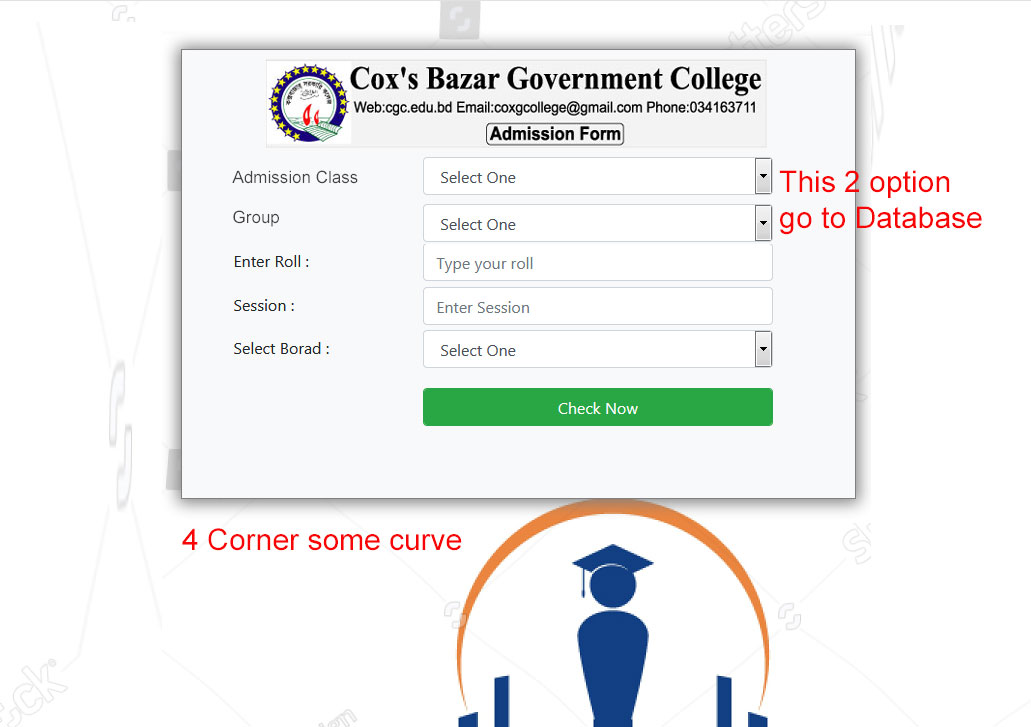 Cox's Bazar Government College
Web:cgc.edu.bd Email:coxgcollege@gmail.com Phone:034163711
Admission Form
Admission Class
Select One
This 2 option
go to Database
Group
Select One
Enter Roll :
Type your roll
Session :
Enter Session
Select Borad :
Select One
Check Now
4 Corner some curve